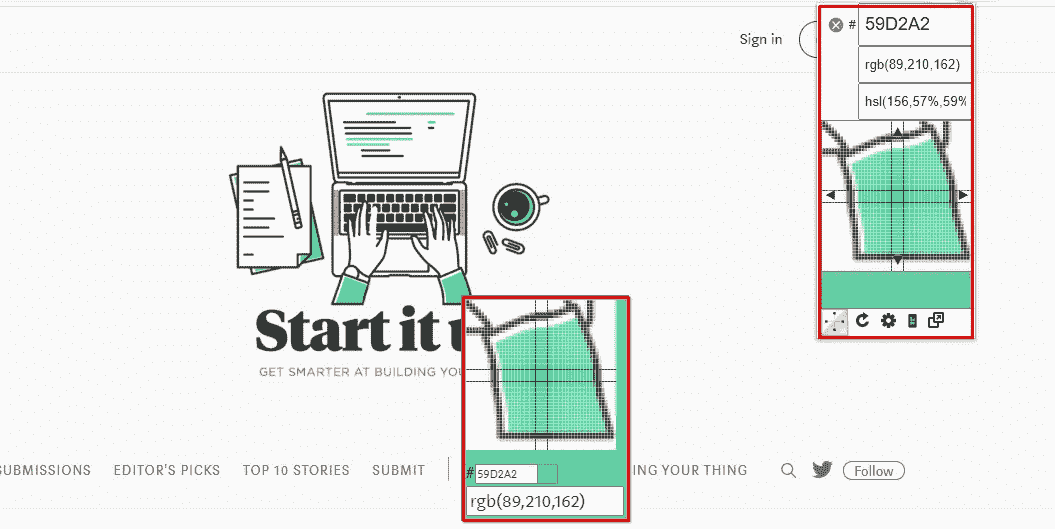 Sign in
# 59D2A2
rgb(89,210,162)
hsl(156,57%,59%
Start it
GET SMARTER AT BUILDING YOU
SUBMISSIONS EDITOR'S PICKS TOP 10 STORIES SUBMIT ING YOUR THING Follow
# 59D2A2
rgb(89,210,162)